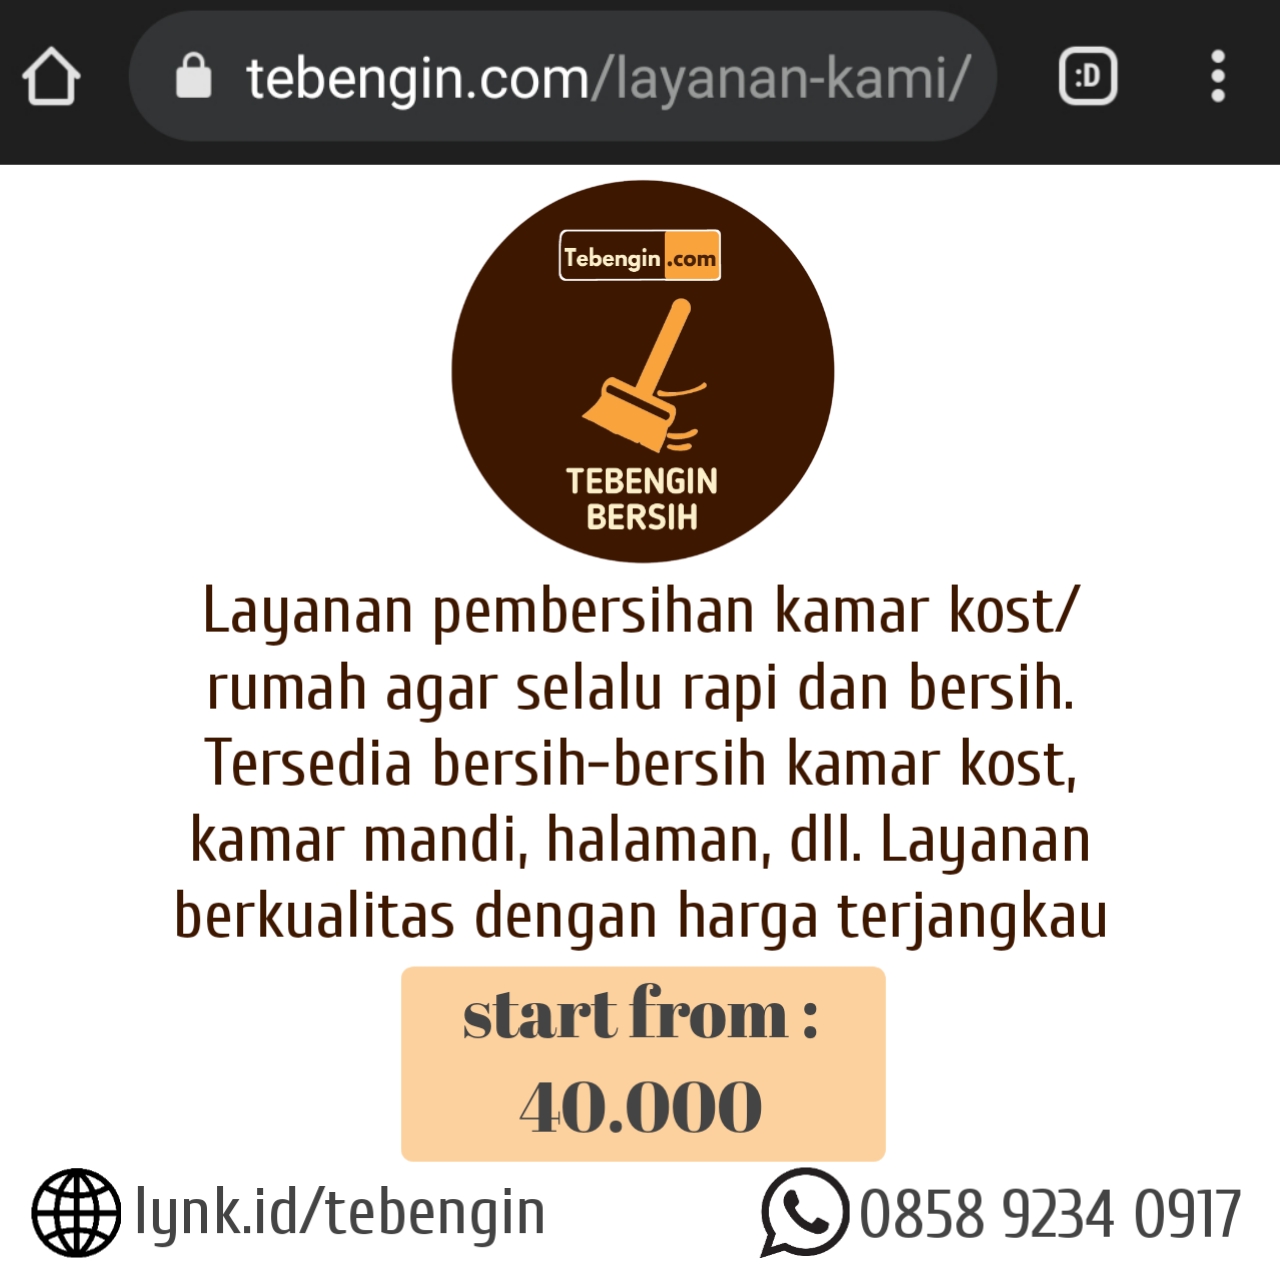 tebengin.com/layanan-kami/
:D
Tebengin .com
TEBENGIN
BERSIH
Layanan pembersihan kamar kost/
rumah agar selalu rapi dan bersih.
Tersedia bersih-bersih kamar kost,
kamar mandi, halaman, dll. Layanan
berkualitas dengan harga terjangkau
start from :
40.000
lynk.id/tebengin
0858 9234 0917